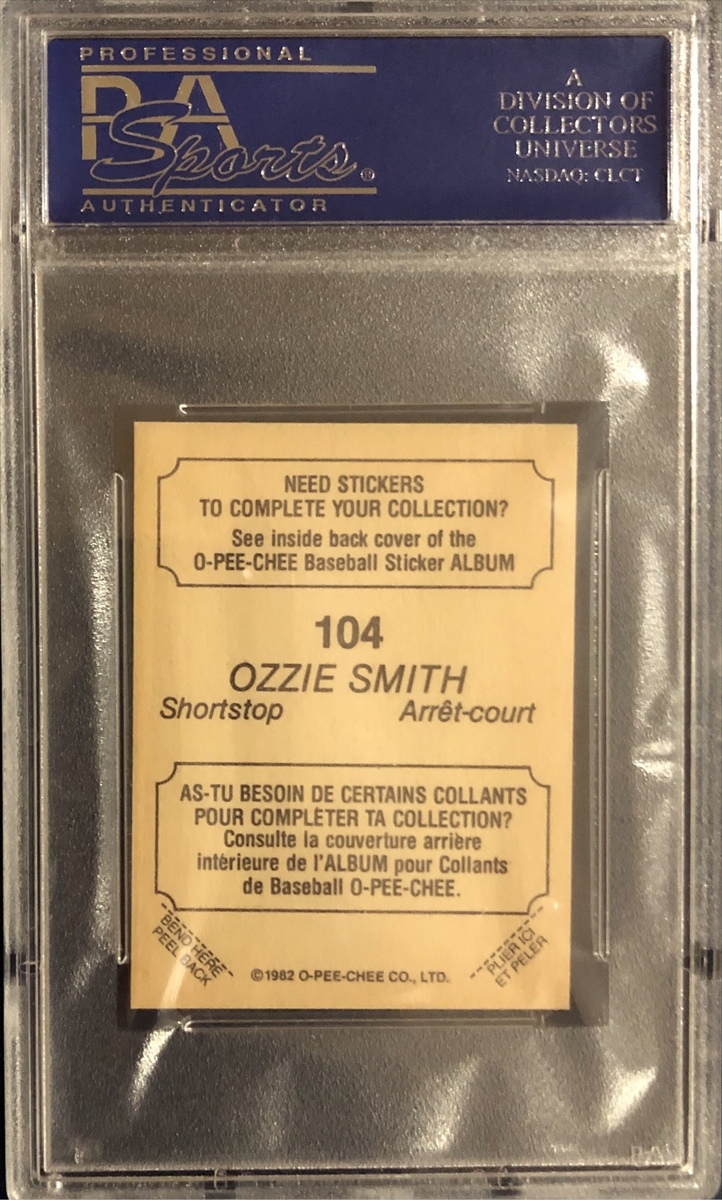 PROFESSIONAL
PSA
Sports®
AUTHENTICATOR
A
DIVISION OF
COLLECTORS
UNIVERSE
NASDAQ: CLCT
NEED STICKERS
TO COMPLETE YOUR COLLECTION?
See inside back cover of the
O-PEE-CHEE Baseball Sticker ALBUM
104
OZZIE SMITH
Shortstop Arrêt-court
AS-TU BESOIN DE CERTAINS COLLANTS
POUR COMPLÉTER TA COLLECTION?
Consulte la couverture arrière
intérieure de l'ALBUM pour Collants
de Baseball O-PEE-CHEE.
BEND HERE
PEEL BACK
©1982 O-PEE-CHEE CO., LTD.
PLIER ICI
ET PELER